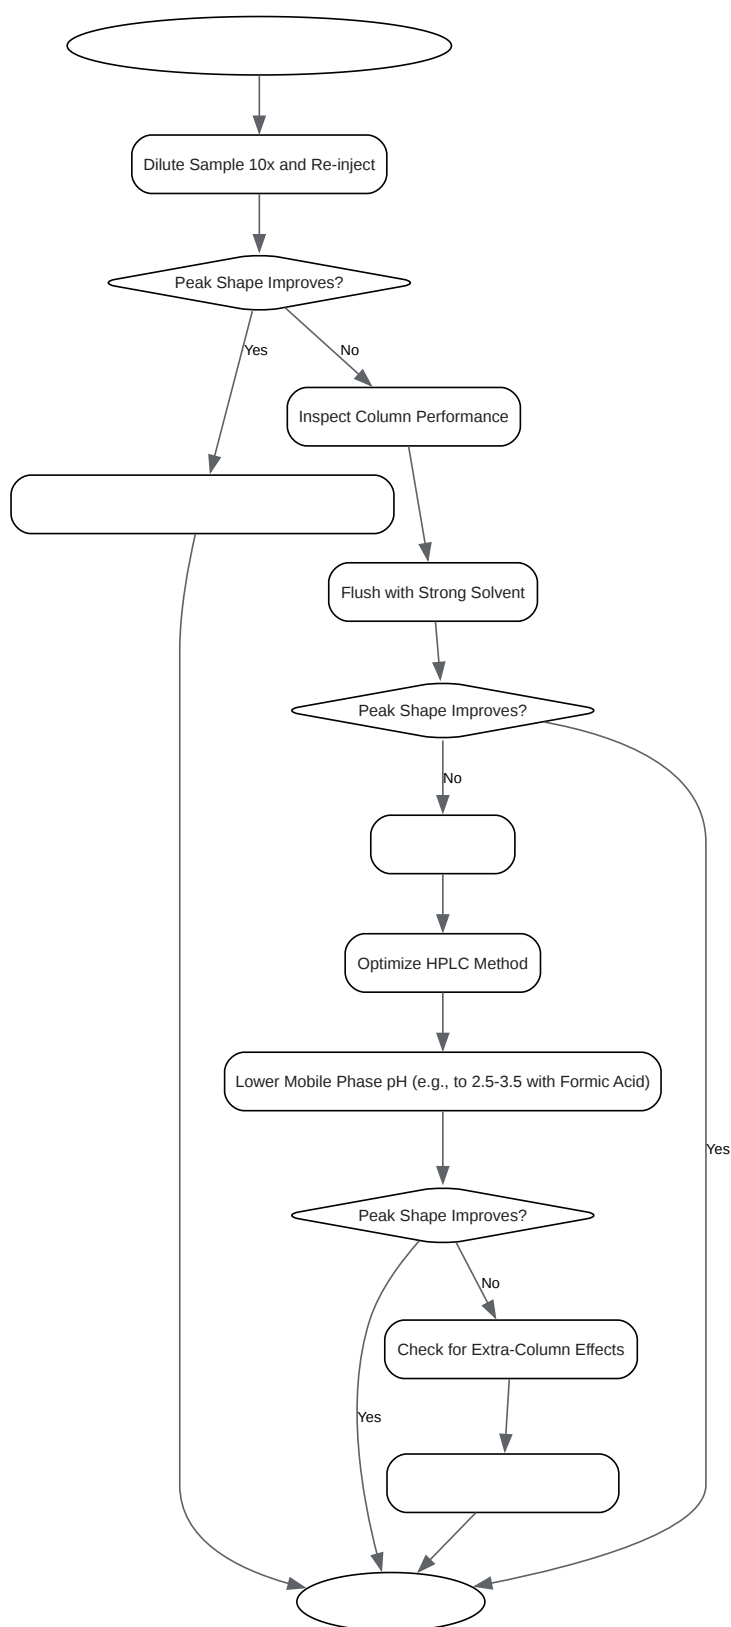 Dilute Sample 10x and Re-inject
Peak Shape Improves?
Yes
No
Inspect Column Performance
Flush with Strong Solvent
Peak Shape Improves?
No
Optimize HPLC Method
Lower Mobile Phase pH (e.g., to 2.5-3.5 with Formic Acid)
Yes
Peak Shape Improves?
No
Check for Extra-Column Effects
Yes